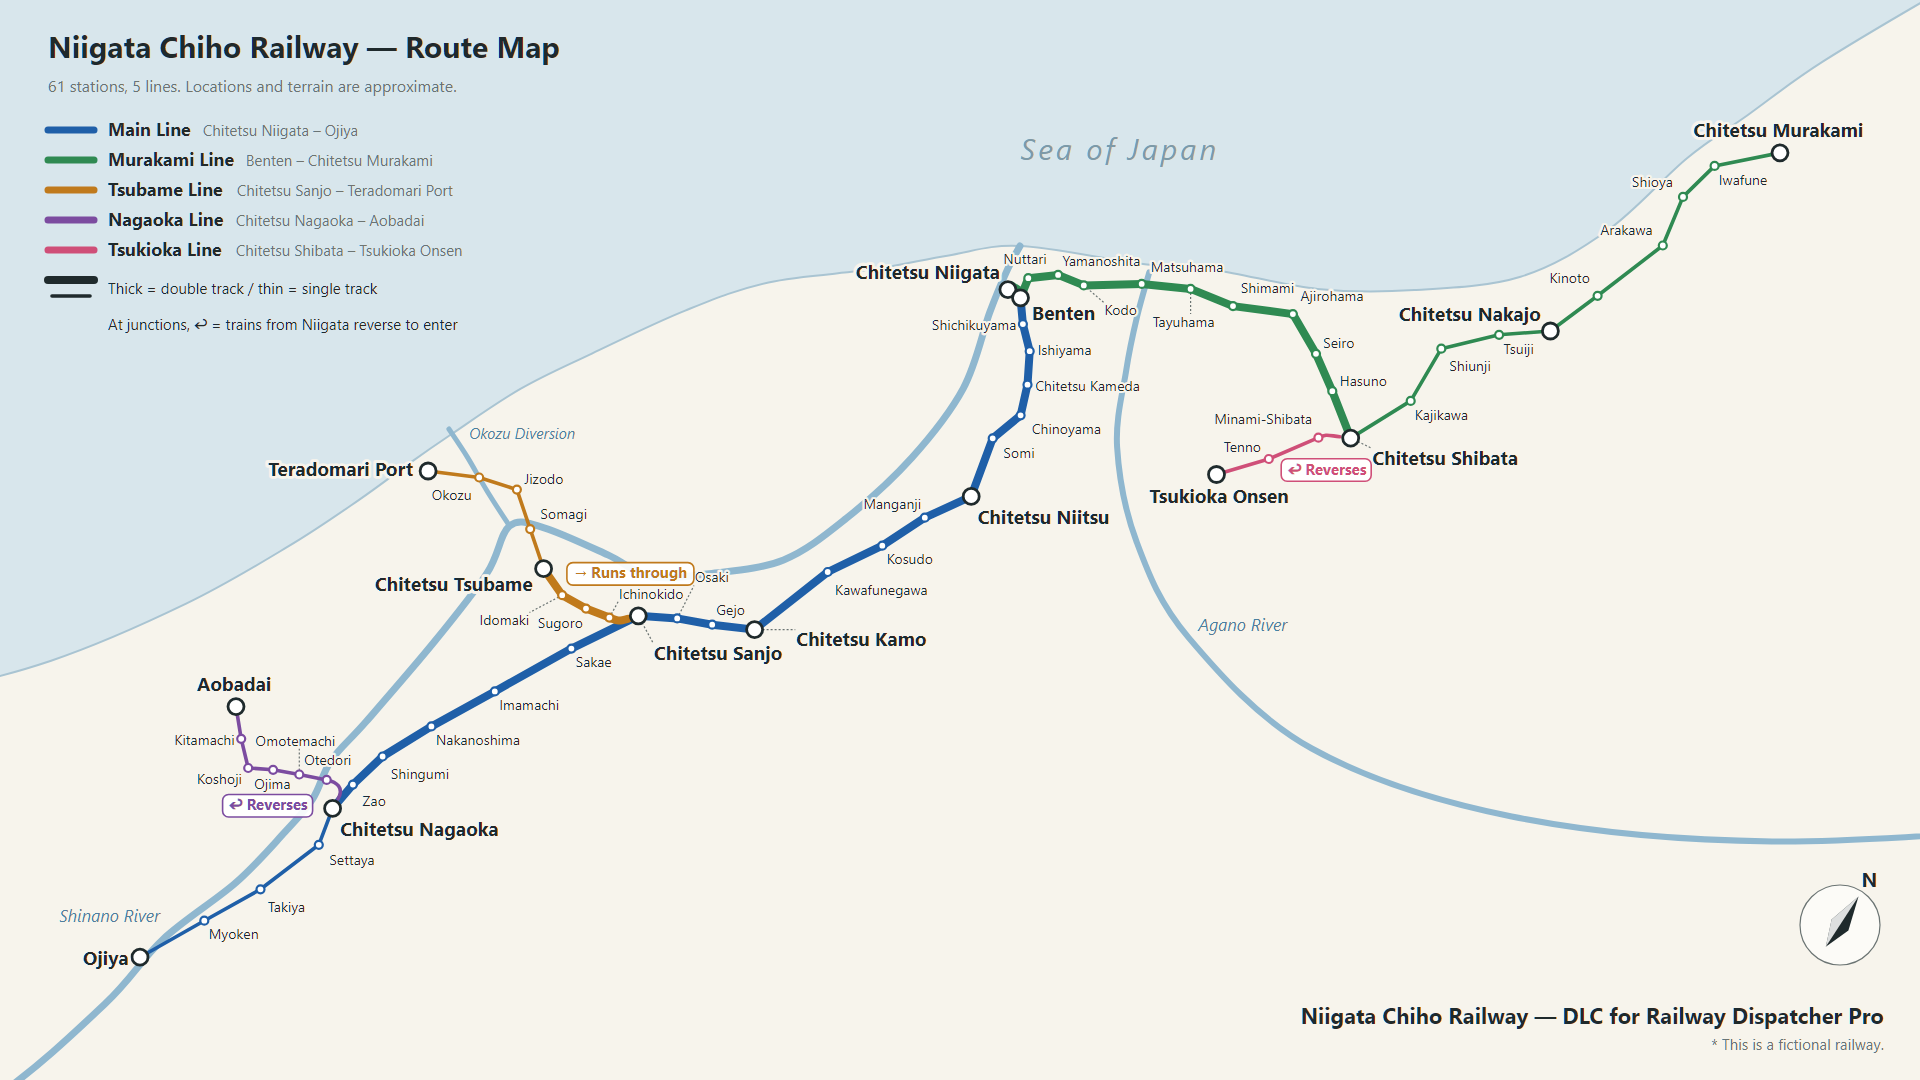 Niigata Chiho Railway — Route Map
61 stations, 5 lines. Locations and terrain are approximate.
Main Line Chitetsu Niigata – Ojiya
Murakami Line Benten – Chitetsu Murakami
Tsubame Line Chitetsu Sanjo – Teradomari Port
Nagaoka Line Chitetsu Nagaoka – Aobadai
Tsukioka Line Chitetsu Shibata – Tsukioka Onsen
Thick = double track / thin = single track
At junctions, ↩ = trains from Niigata reverse to enter
Sea of Japan
Chitetsu Murakami
Iwafune
Shioya
Arakawa
Kinoto
Chitetsu Nakajo
Tsuiji
Shiunji
Kajikawa
Chitetsu Shibata
Hasuno
Seiro
Ajirohama
Shimami
Tayuhama
Matsuhama
Kodo
Yamanoshita
Nuttari
Chitetsu Niigata
Benten
Shichikuyama
Ishiyama
Chitetsu Kameda
Chinoyama
Somi
Minami-Shibata
Tenno
↩ Reverses
Tsukioka Onsen
Chitetsu Niitsu
Manganji
Kosudo
Kawafunegawa
Chitetsu Kamo
Gejo
Osaki
Chitetsu Sanjo
→ Runs through
Ichinokido
Sugoro
Idomaki
Chitetsu Tsubame
Somagi
Jizodo
Okozu
Teradomari Port
Okozu Diversion
Agano River
Sakae
Imamachi
Nakanoshima
Shingumi
Zao
Chitetsu Nagaoka
Aobadai
Kitamachi
Koshoji
Ojima
Omotemachi
Otedori
↩ Reverses
Settaya
Takiya
Myoken
Ojiya
Shinano River
N
Niigata Chiho Railway — DLC for Railway Dispatcher Pro
* This is a fictional railway.